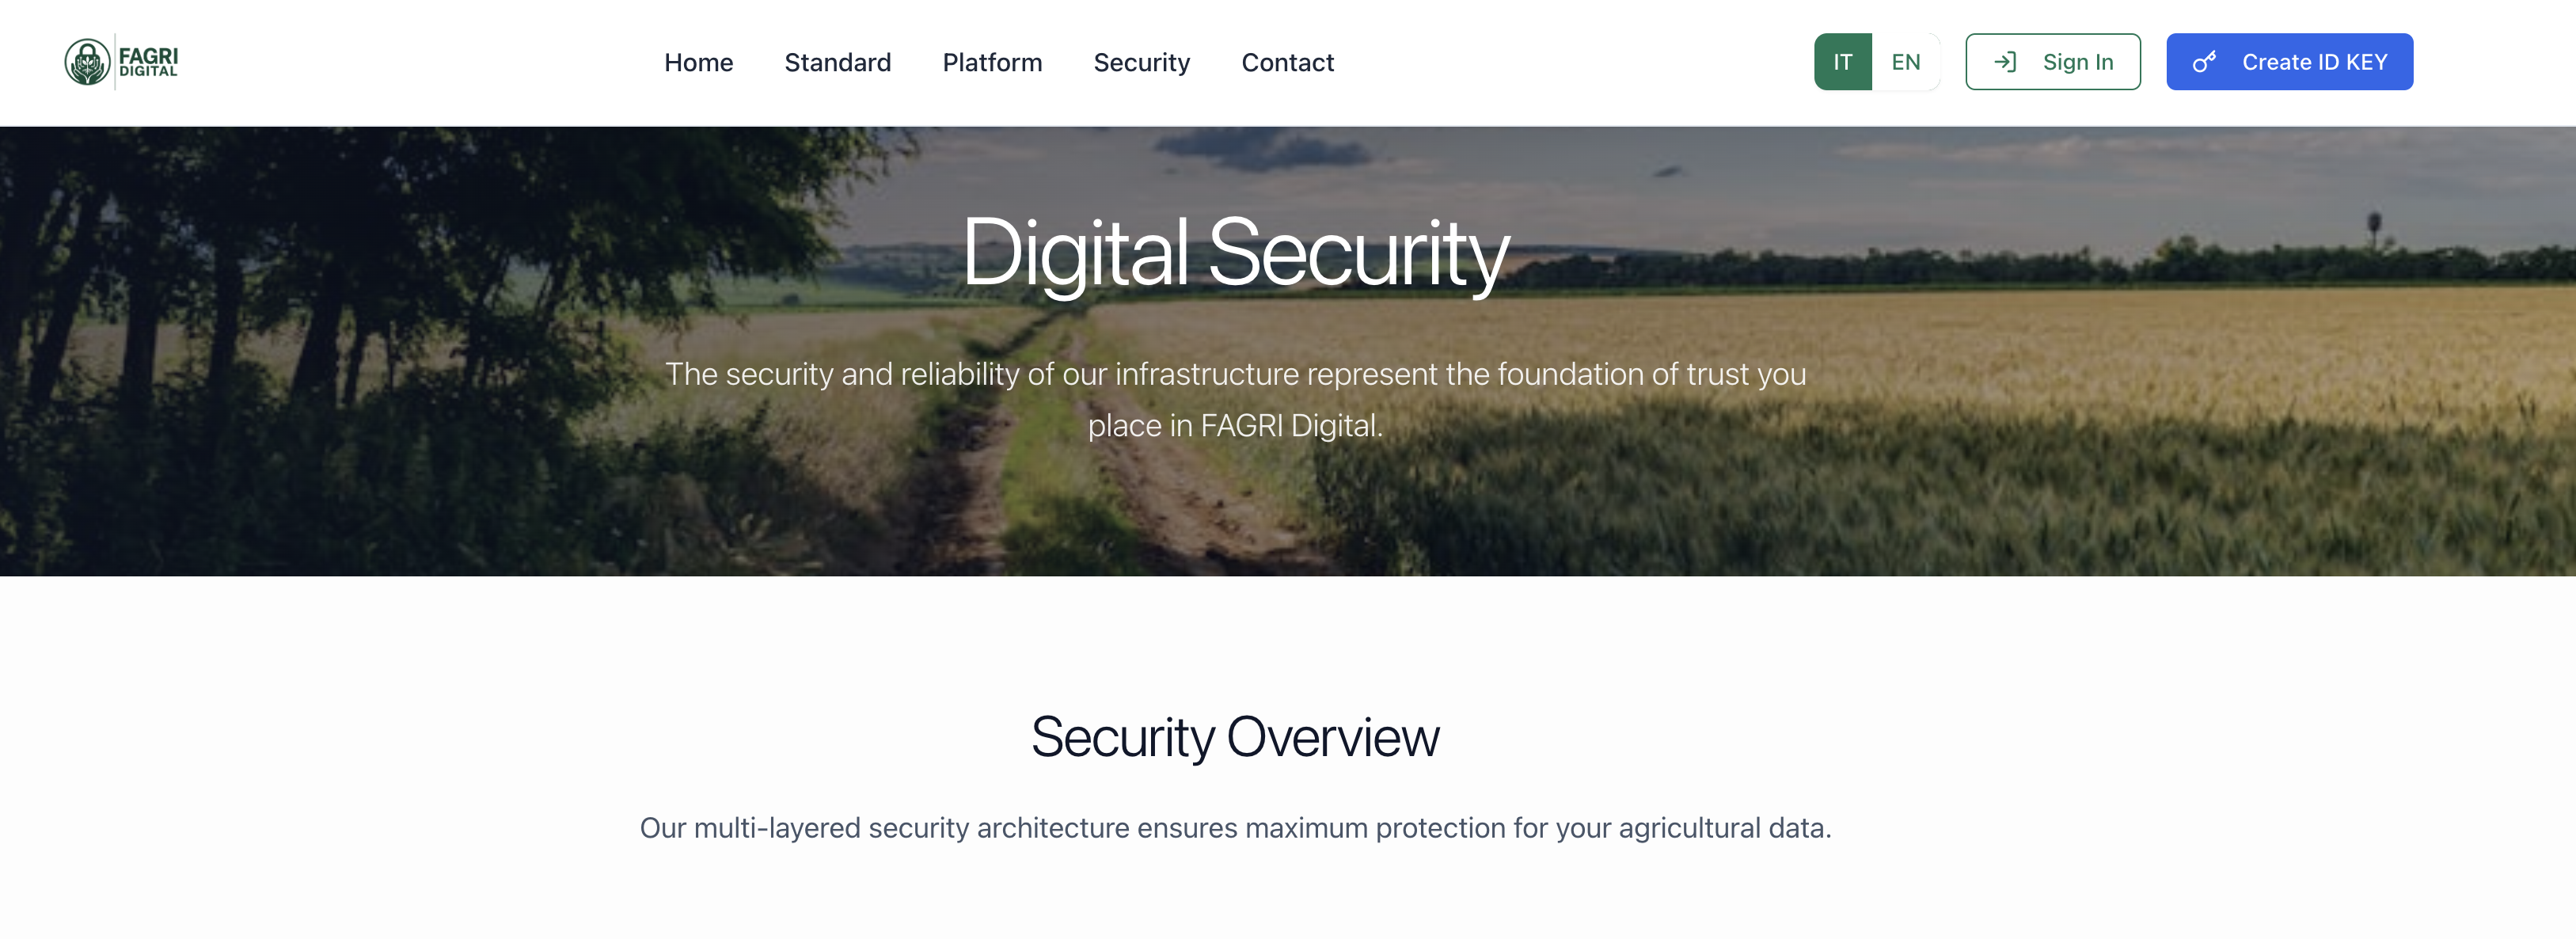 FAGRI
DIGITAL
Home Standard Platform Security Contact
IT EN Sign In Create ID KEY
Digital Security
The security and reliability of our infrastructure represent the foundation of trust you
place in FAGRI Digital.
Security Overview
Our multi-layered security architecture ensures maximum protection for your agricultural data.